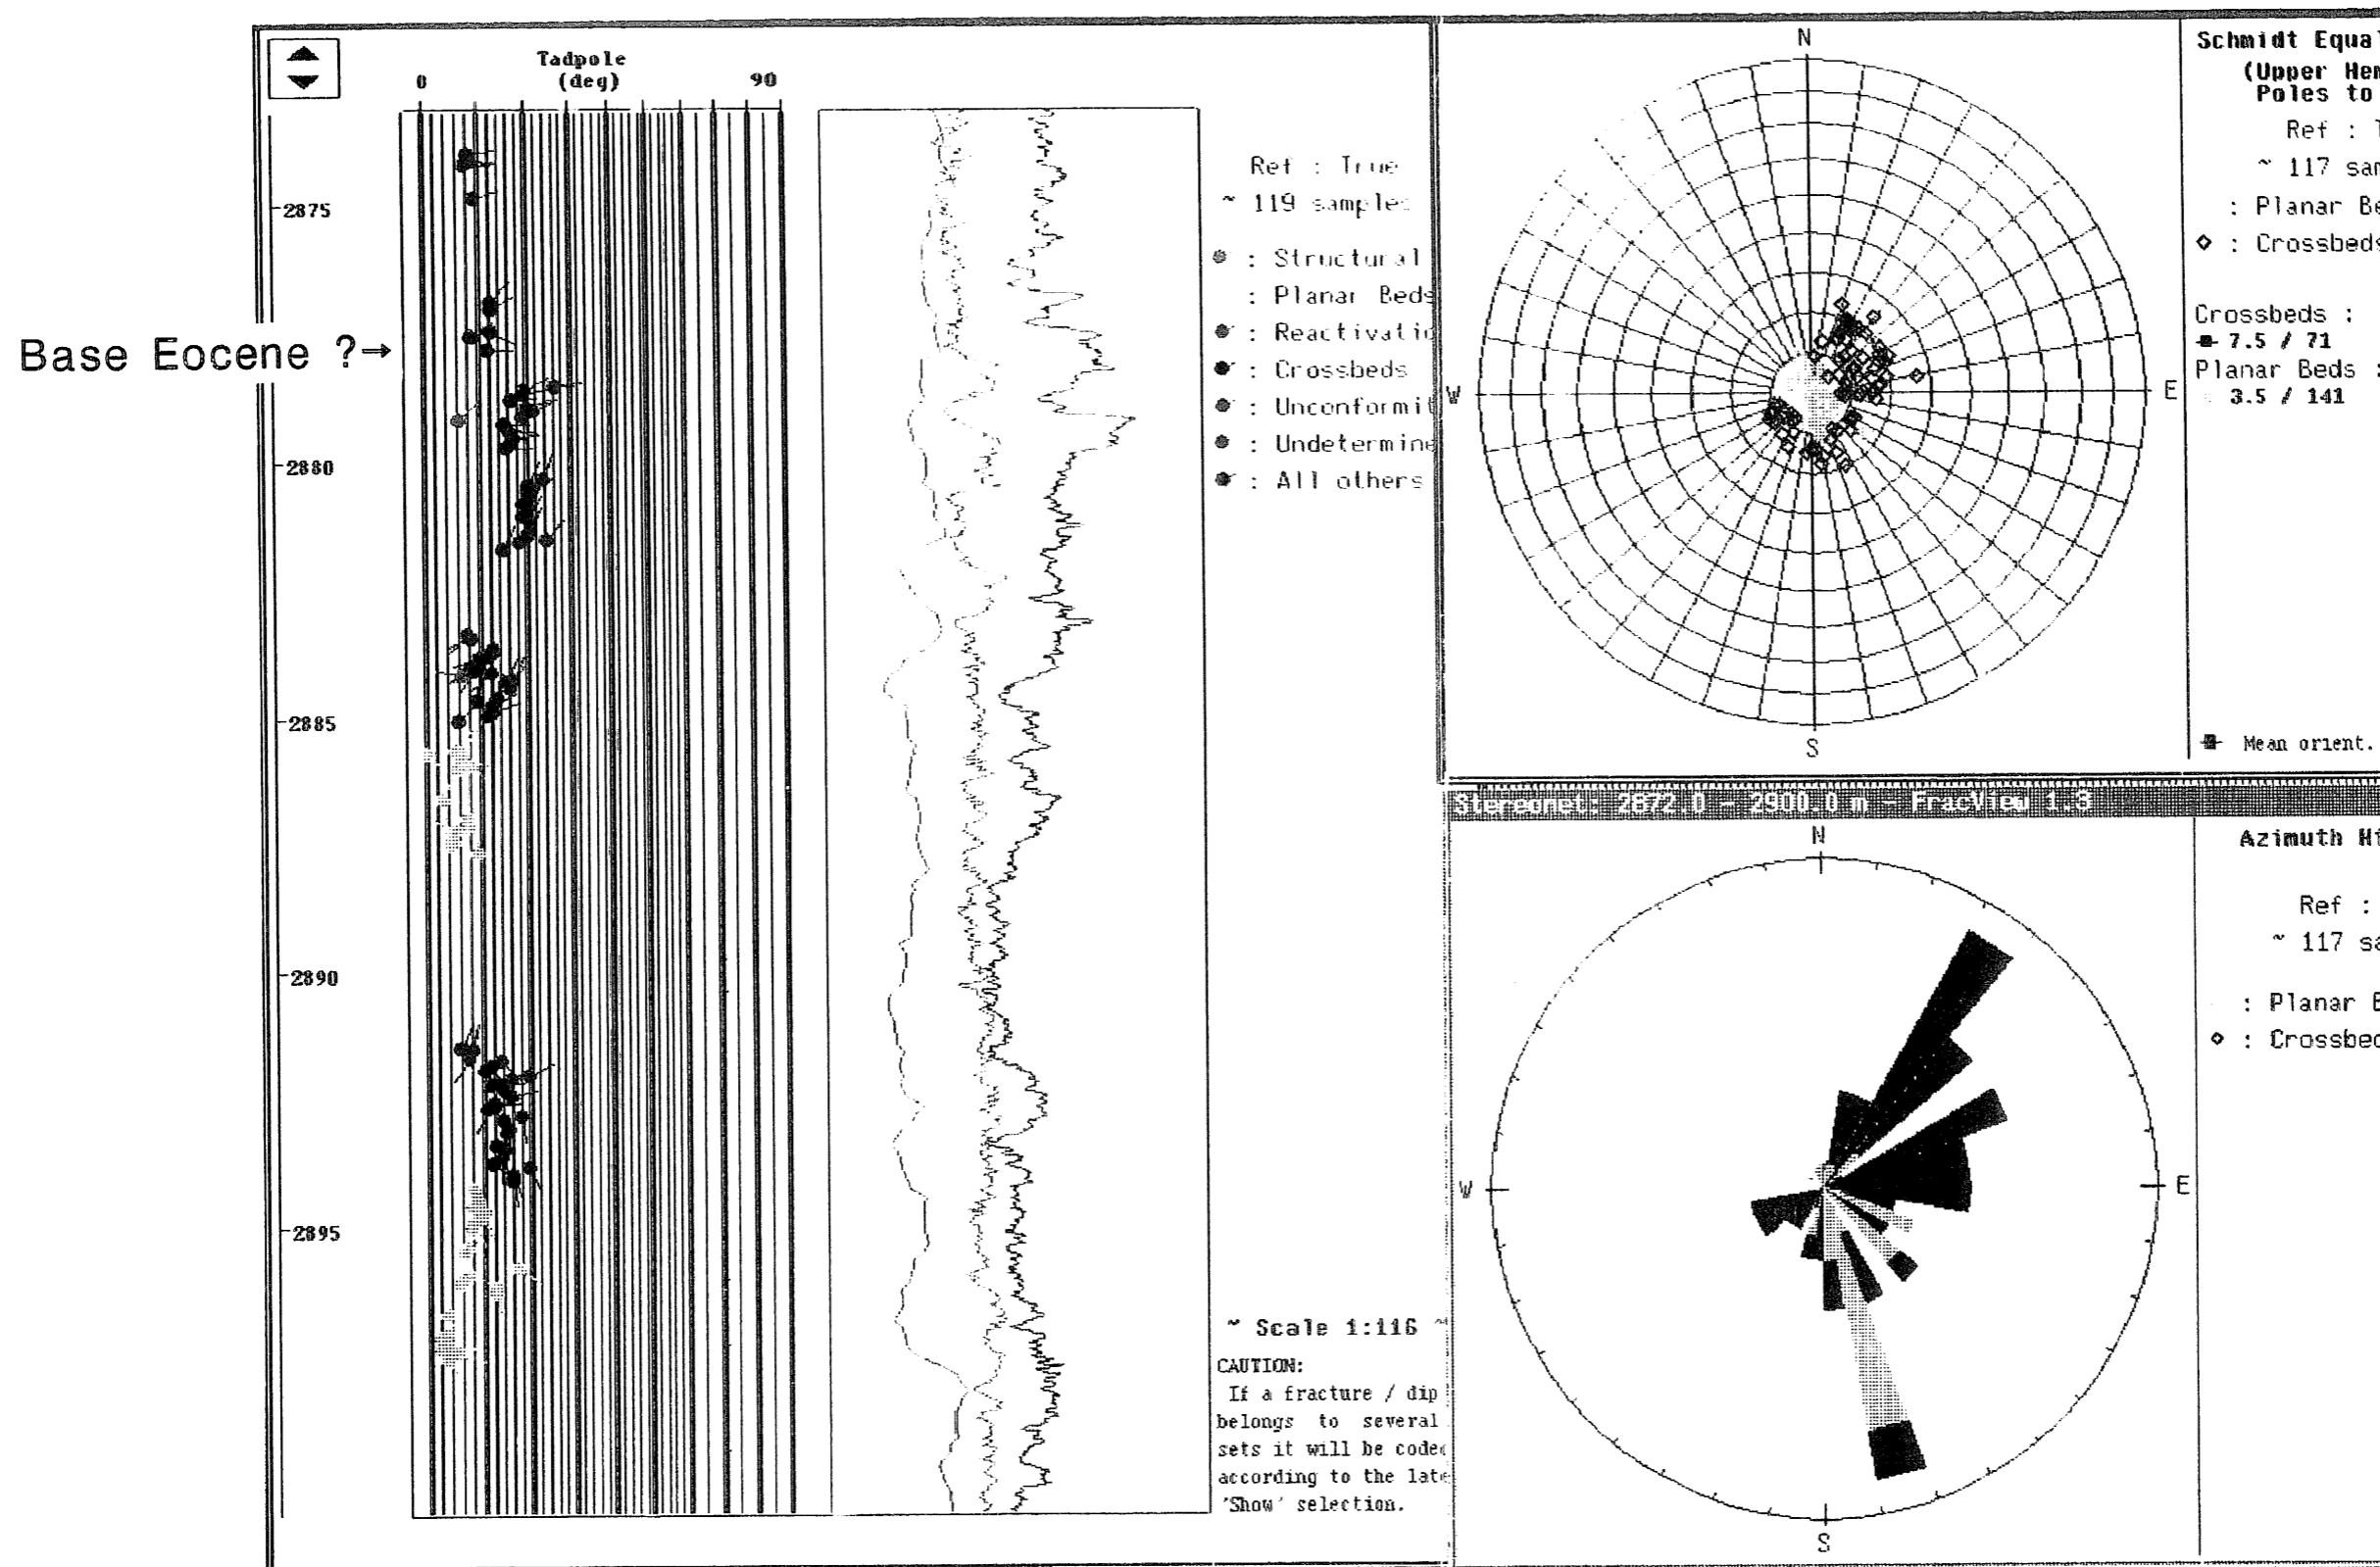 Tadpole
(deg)
0
90
2875
Base Eocene ?→
2880
2885
2890
2895
Ref : True
~ 119 samples
: Structural
: Planar Beds
: Reactivatio
: Crossbeds
: Unconformit
: Undetermine
: All others
~ Scale 1:116 ~
CAUTION:
If a fracture / dip
belongs to several
sets it will be coded
according to the late
'Show' selection.
N
W
E
S
Schmidt Equal
(Upper Hem
Poles to
Ref : T
~ 117 sam
: Planar Be
: Crossbeds
Crossbeds :
7.5 / 71
Planar Beds :
3.5 / 141
Mean orient.
Stereonet: 2872.0 - 2900.0 m - FracView 1.3
N
W
E
S
Azimuth Hi
Ref :
~ 117 sa
: Planar B
: Crossbed